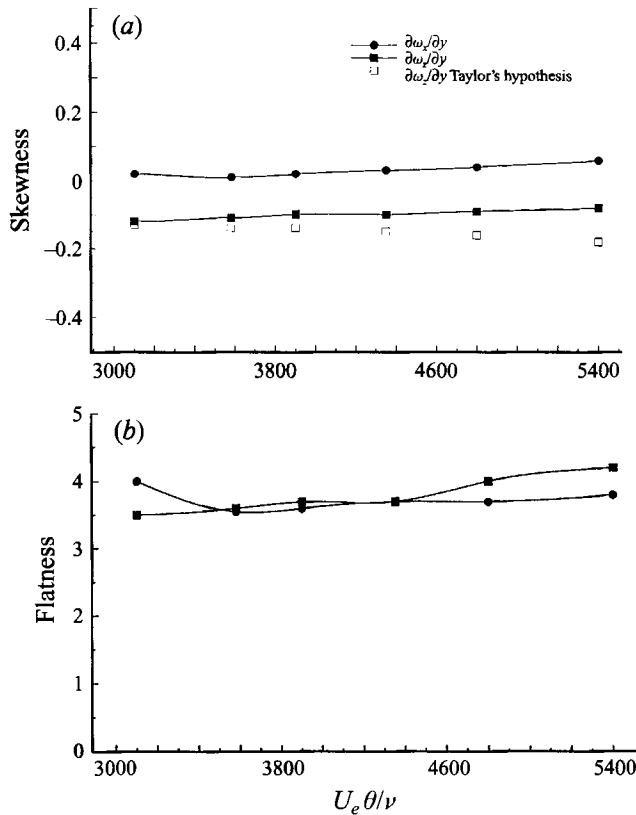 (a)
∂ωx/∂y
∂ωz/∂y
∂ωz/∂y Taylor's hypothesis
0.4
0.2
0
−0.2
−0.4
Skewness
3000 3800 4600 5400
(b)
5
4
3
2
1
0
Flatness
3000 3800 4600 5400
Ue θ/ν